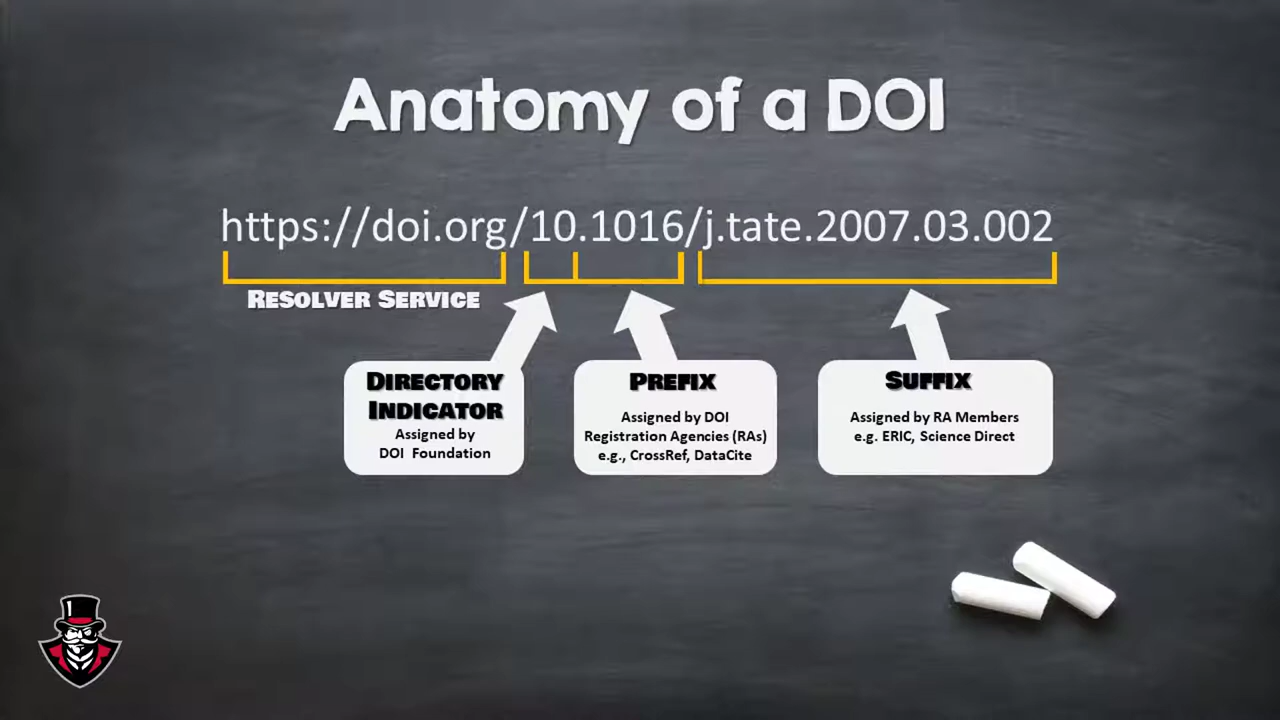 Anatomy of a DOI
https://doi.org/10.1016/j.tate.2007.03.002
RESOLVER SERVICE
DIRECTORY
INDICATOR
Assigned by
DOI Foundation
PREFIX
Assigned by DOI
Registration Agencies (RAs)
e.g., CrossRef, DataCite
SUFFIX
Assigned by RA Members
e.g. ERIC, Science Direct